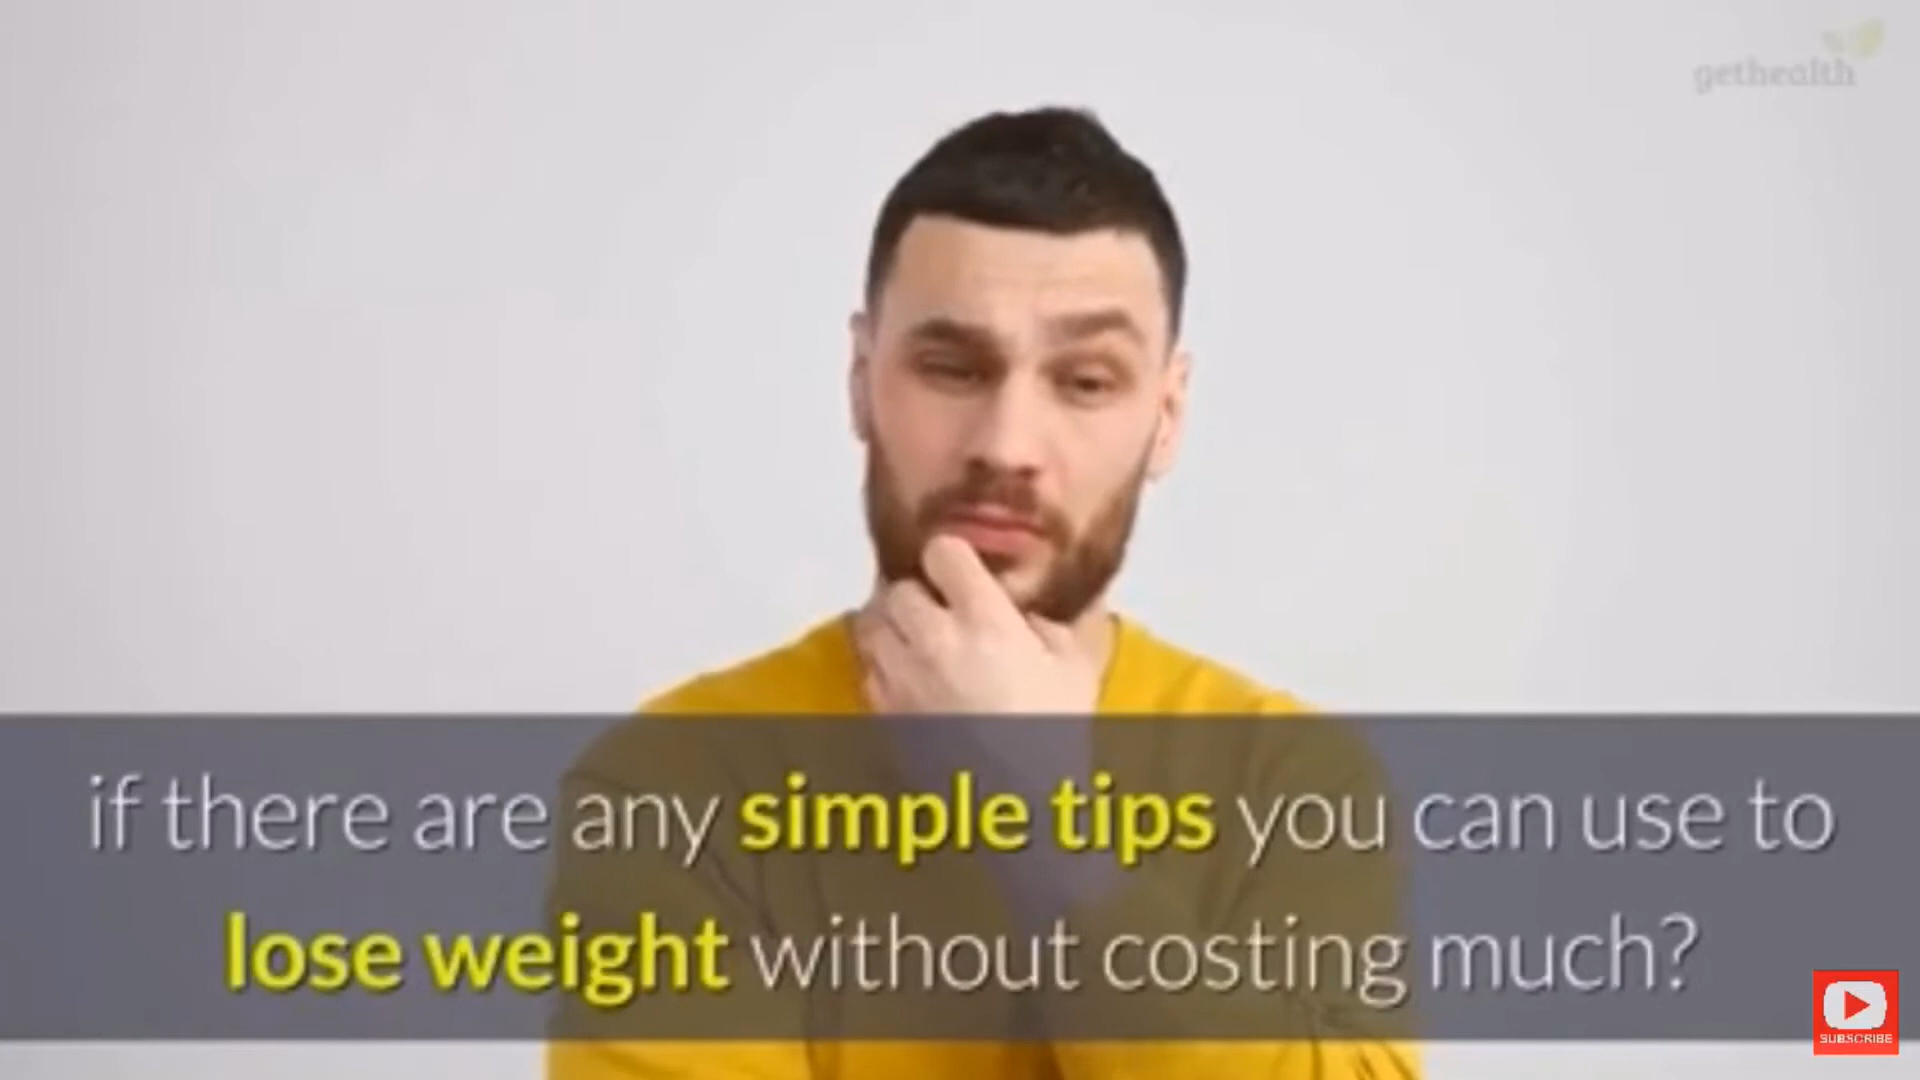 gethealth
if there are any simple tips you can use to
lose weight without costing much?
SUBSCRIBE